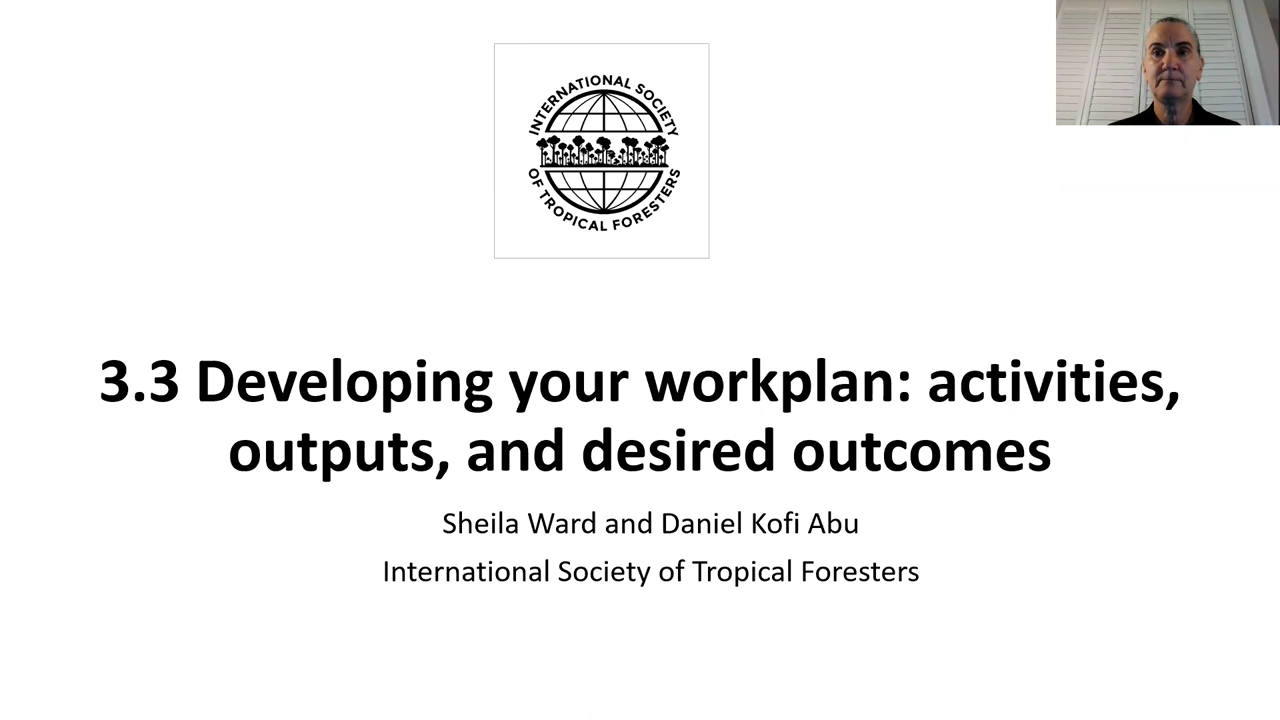 INTERNATIONAL SOCIETY
OF TROPICAL FORESTERS
3.3 Developing your workplan: activities,
outputs, and desired outcomes
Sheila Ward and Daniel Kofi Abu
International Society of Tropical Foresters